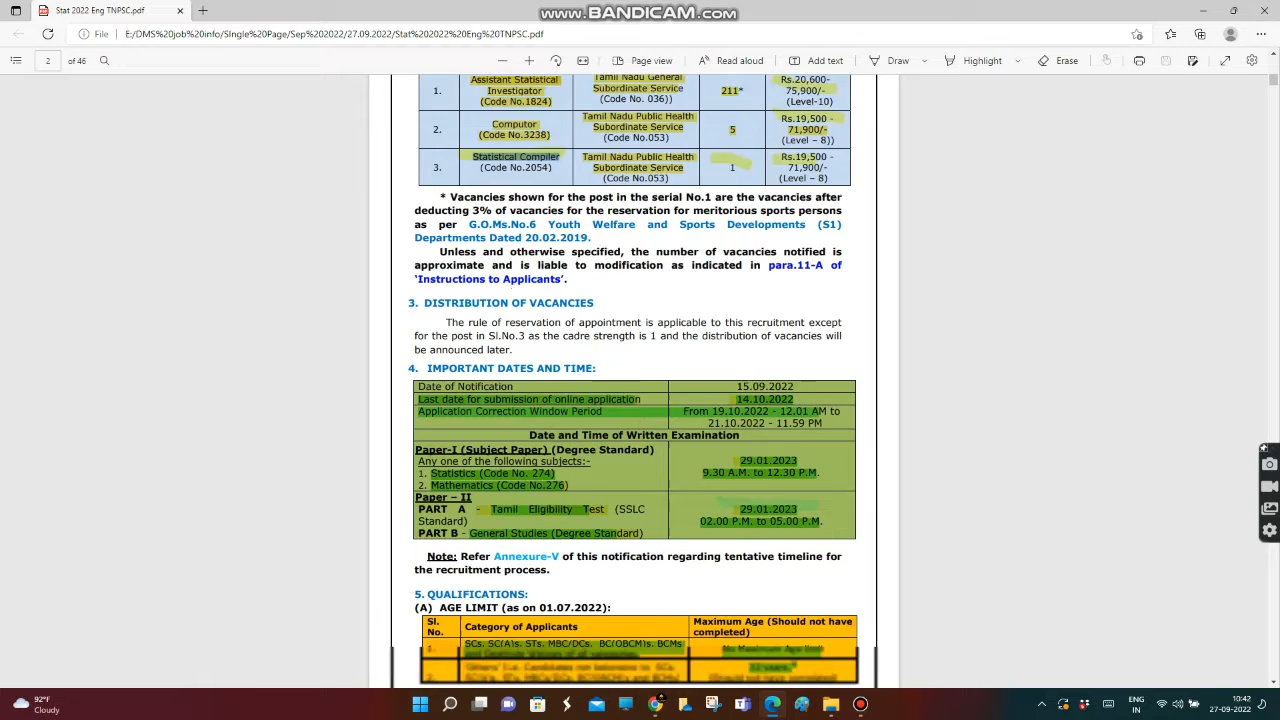 Stat 2022 Eng TNPSC.pdf
www.BANDICAM.com
File
E:/DMS%20job%20info/SIngle%20Page/Sep%202022/27.09.2022/Stat%202022%20Eng%20TNPSC.pdf
2 of 46
Read aloud
Add text
Draw
Highlight
Erase
1. Assistant Statistical Investigator (Code No.1824) Tamil Nadu General Subordinate Service (Code No. 036)) 211* Rs.20,600- 75,900/- (Level-10)
2. Computor (Code No.3238) Tamil Nadu Public Health Subordinate Service (Code No.053) 5 Rs.19,500 - 71,900/- (Level – 8))
3. Statistical Compiler (Code No.2054) Tamil Nadu Public Health Subordinate Service (Code No.053) 1 Rs.19,500 - 71,900/- (Level – 8)
* Vacancies shown for the post in the serial No.1 are the vacancies after
deducting 3% of vacancies for the reservation for meritorious sports persons
as per G.O.Ms.No.6 Youth Welfare and Sports Developments (S1)
Departments Dated 20.02.2019.
Unless and otherwise specified, the number of vacancies notified is
approximate and is liable to modification as indicated in para.11-A of
‘Instructions to Applicants’.
3. DISTRIBUTION OF VACANCIES
The rule of reservation of appointment is applicable to this recruitment except
for the post in Sl.No.3 as the cadre strength is 1 and the distribution of vacancies will
be announced later.
4. IMPORTANT DATES AND TIME:
Date of Notification 15.09.2022
Last date for submission of online application 14.10.2022
Application Correction Window Period From 19.10.2022 - 12.01 AM to
21.10.2022 - 11.59 PM
Date and Time of Written Examination
Paper-I (Subject Paper) (Degree Standard)
Any one of the following subjects:- 29.01.2023
1. Statistics (Code No. 274) 9.30 A.M. to 12.30 P.M.
2. Mathematics (Code No.276)
Paper – II
PART A - Tamil Eligibility Test (SSLC 29.01.2023
Standard) 02.00 P.M. to 05.00 P.M.
PART B - General Studies (Degree Standard)
Note: Refer Annexure-V of this notification regarding tentative timeline for
the recruitment process.
5. QUALIFICATIONS:
(A) AGE LIMIT (as on 01.07.2022):
Sl. No. Category of Applicants Maximum Age (Should not have completed)
1. SCs, SC(A)s, STs, MBC/DCs, BC(OBCM)s, BCMs
No Maximum Age limit
92°F
Cloudy
ENG
IN
10:42
27-09-2022